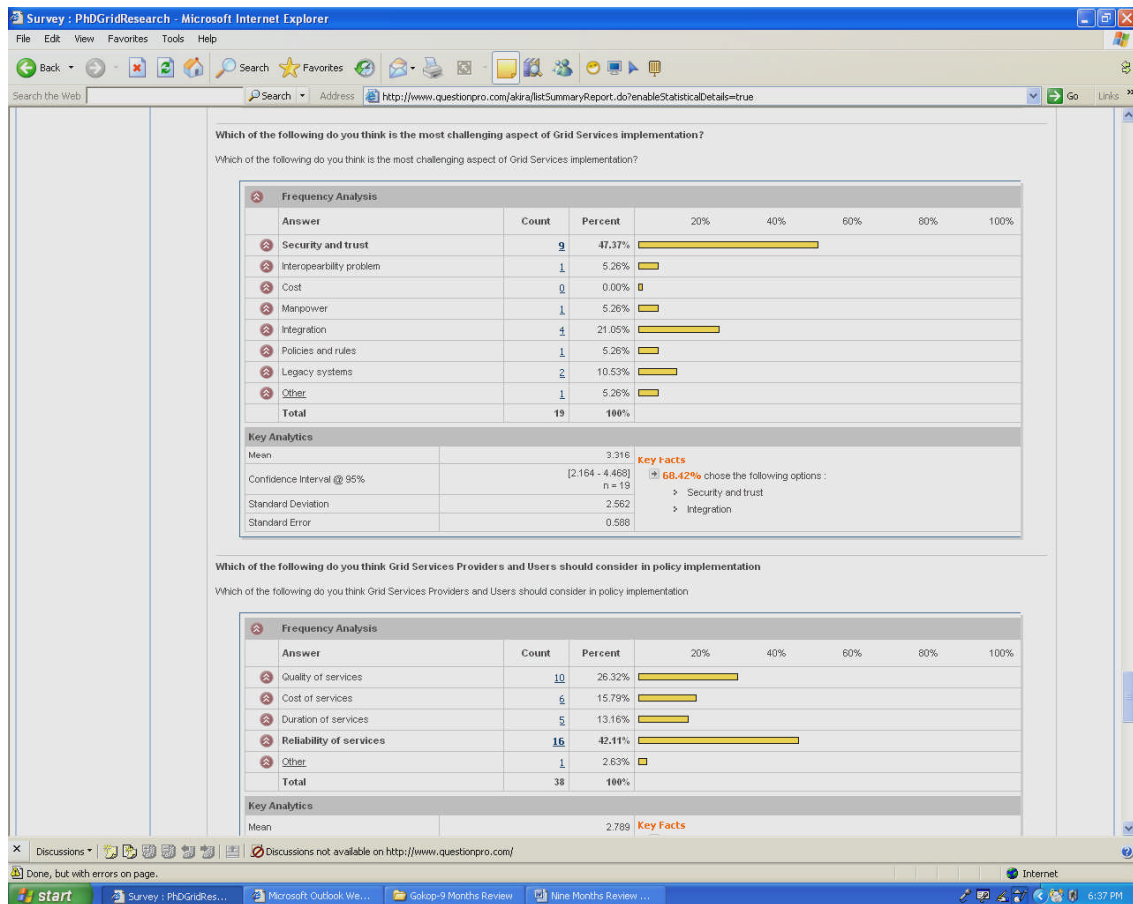 Survey : PhDGridResearch - Microsoft Internet Explorer
File Edit View Favorites Tools Help
Back Search Favorites
Search the Web Search Address http://www.questionpro.com/akira/listSummaryReport.do?enableStatisticalDetails=true Go Links »
Which of the following do you think is the most challenging aspect of Grid Services implementation?
Which of the following do you think is the most challenging aspect of Grid Services implementation?
Frequency Analysis
Answer Count Percent 20% 40% 60% 80% 100%
Security and trust 9 47.37%
Interopearbility problem 1 5.26%
Cost 0 0.00%
Manpower 1 5.26%
Integration 4 21.05%
Policies and rules 1 5.26%
Legacy systems 2 10.53%
Other 1 5.26%
Total 19 100%
Key Analytics
Mean 3.316 Key Facts
Confidence Interval @ 95% [2.164 - 4.468] n = 19 68.42% chose the following options :
> Security and trust
Standard Deviation 2.562 > Integration
Standard Error 0.588
Which of the following do you think Grid Services Providers and Users should consider in policy implementation
Which of the following do you think Grid Services Providers and Users should consider in policy implementation
Frequency Analysis
Answer Count Percent 20% 40% 60% 80% 100%
Quality of services 10 26.32%
Cost of services 6 15.79%
Duration of services 5 13.16%
Reliability of services 16 42.11%
Other 1 2.63%
Total 38 100%
Key Analytics
Mean 2.789 Key Facts
Discussions Discussions not available on http://www.questionpro.com/
Done, but with errors on page. Internet
start Survey : PhDGridRes... Microsoft Outlook We... Gokop-9 Months Review Nine Months Review ... 6:37 PM